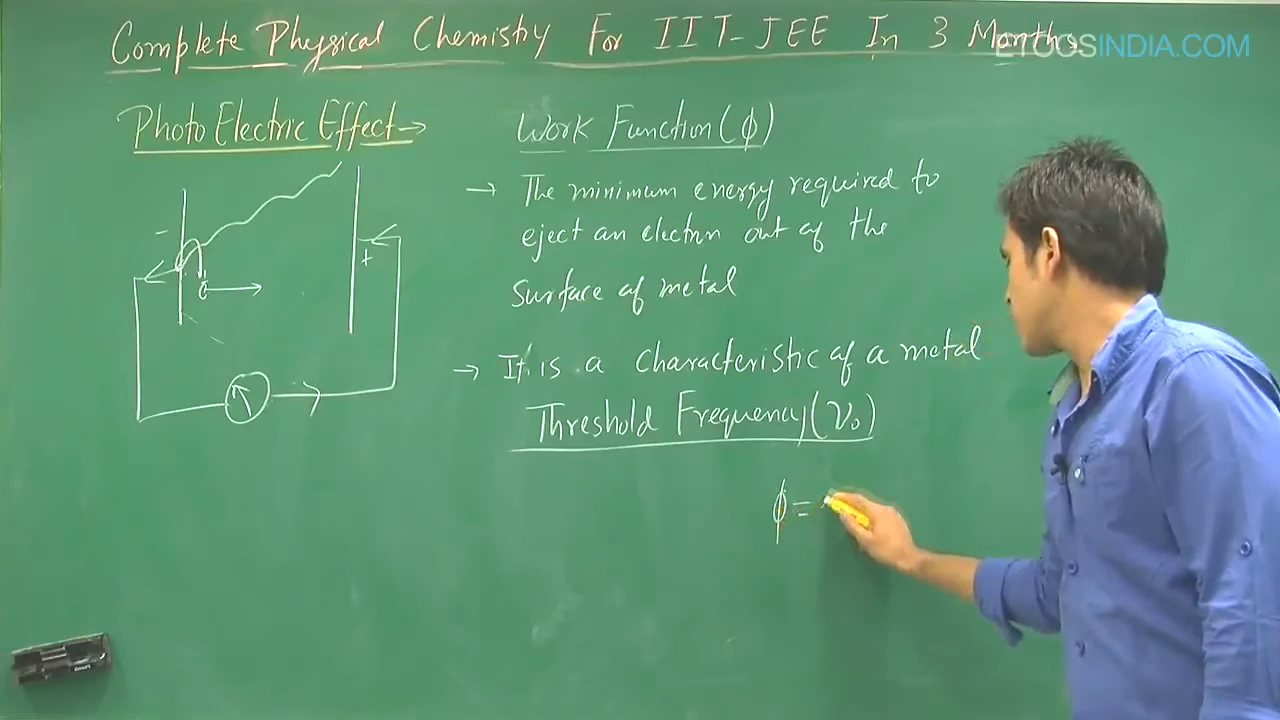 Complete Physical Chemistry For IIT-JEE In 3 Months
ETOOSINDIA.COM
Photo Electric Effect→
Work Function (ϕ)
→ The minimum energy required to
eject an electron out of the
surface of metal
→ It is a characteristic of a metal
Threshold Frequency (ν₀)
ϕ =
-
+
e